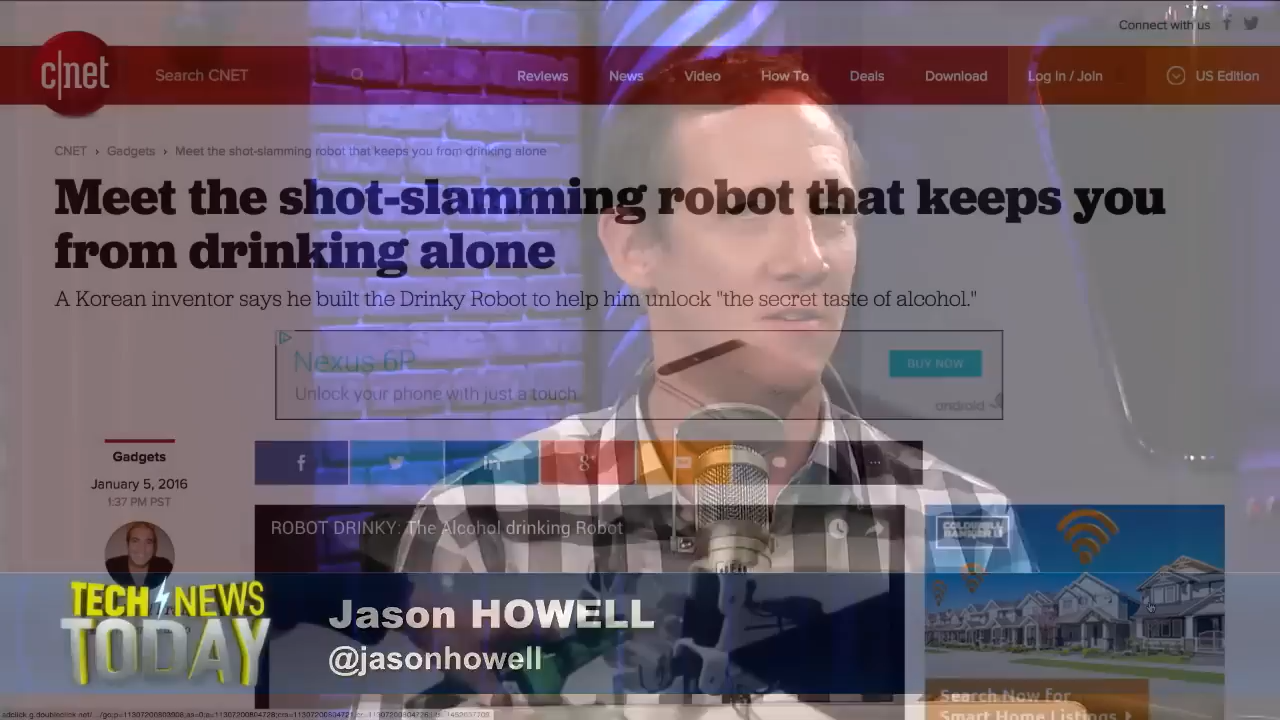 Connect with us
c|net
Search CNET
Reviews
News
Video
How To
Deals
Download
Log In / Join
US Edition
CNET › Gadgets › Meet the shot-slamming robot that keeps you from drinking alone
Meet the shot-slamming robot that keeps you
from drinking alone
A Korean inventor says he built the Drinky Robot to help him unlock "the secret taste of alcohol."
Nexus 6P
Unlock your phone with just a touch
BUY NOW
android
Gadgets
January 5, 2016
1:37 PM PST
ROBOT DRINKY: The Alcohol drinking Robot
COLDWELL
BANKER
TECH NEWS
TODAY
Jason HOWELL
@jasonhowell
Search Now for
Smart Home Listings